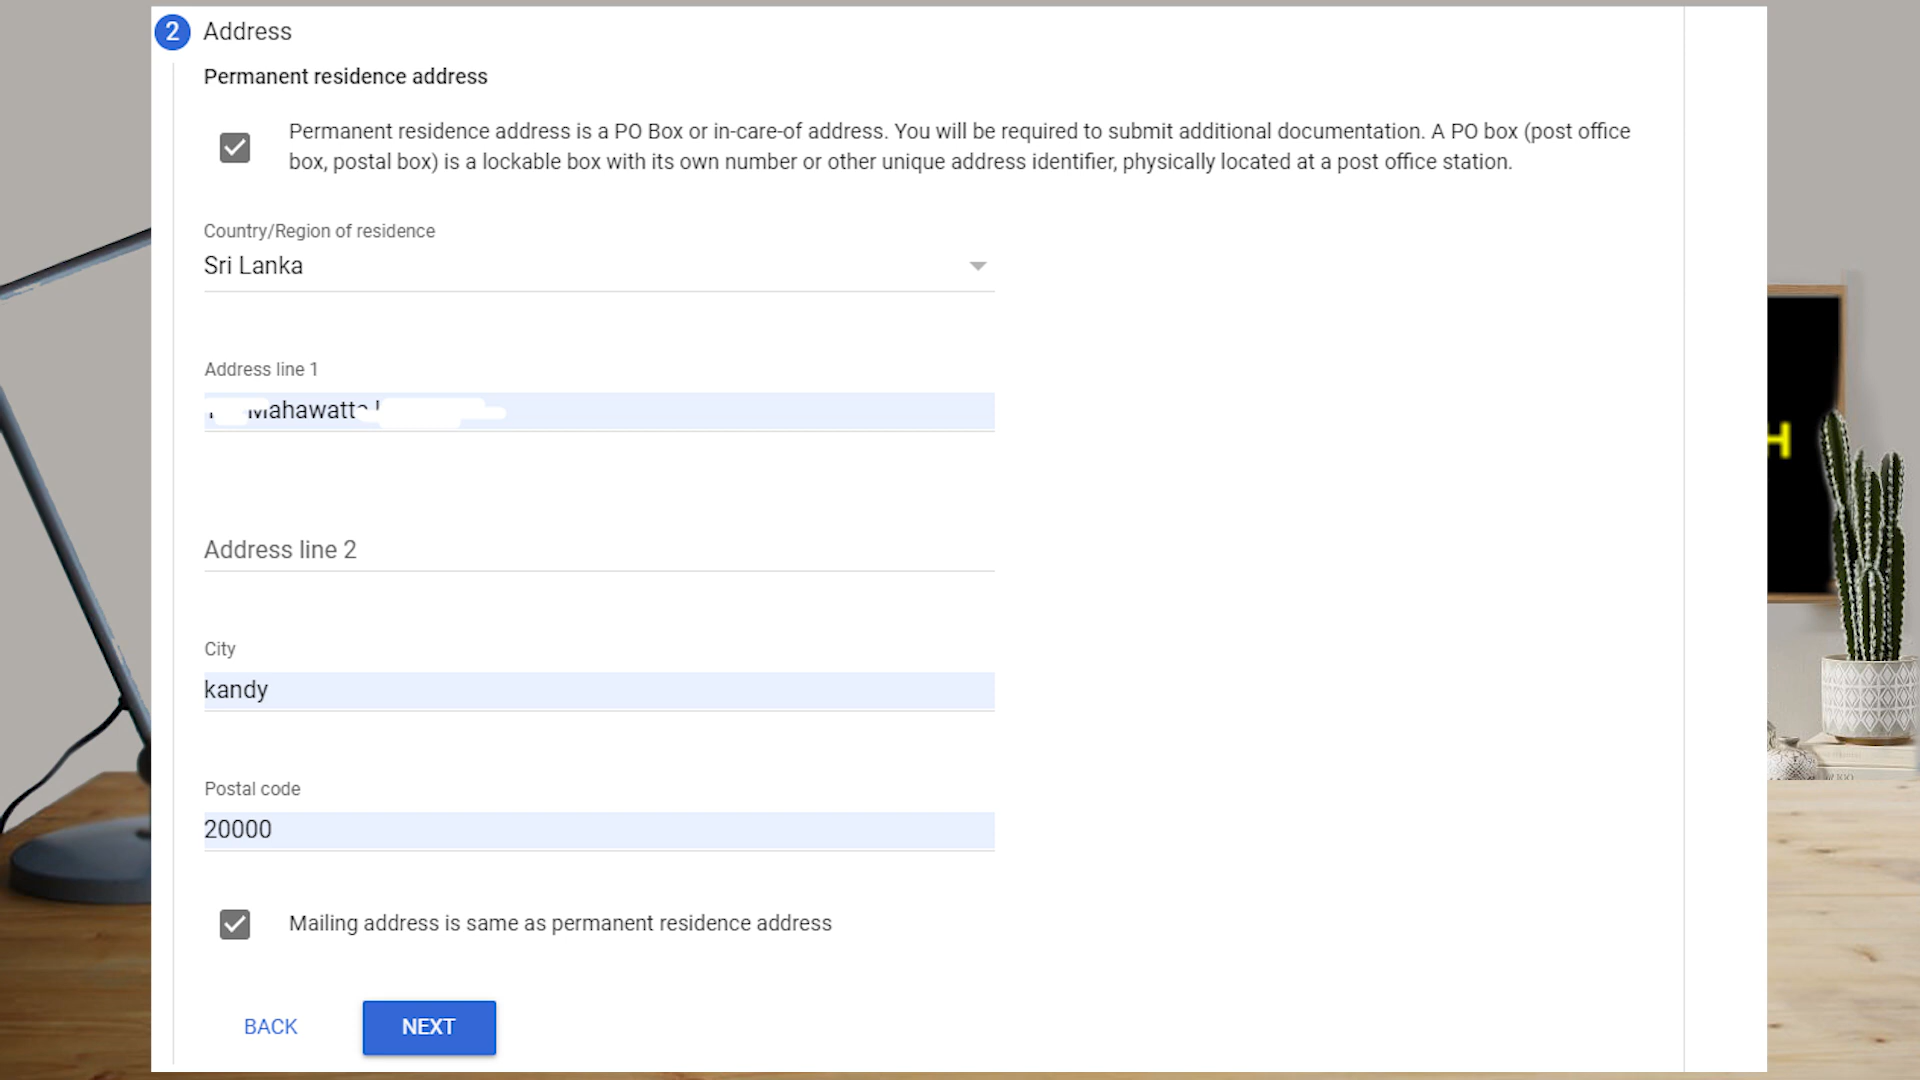 2 Address
Permanent residence address
Permanent residence address is a PO Box or in-care-of address. You will be required to submit additional documentation. A PO box (post office
box, postal box) is a lockable box with its own number or other unique address identifier, physically located at a post office station.
Country/Region of residence
Sri Lanka
Address line 1
Mahawatte
Address line 2
City
kandy
Postal code
20000
Mailing address is same as permanent residence address
BACK NEXT
H